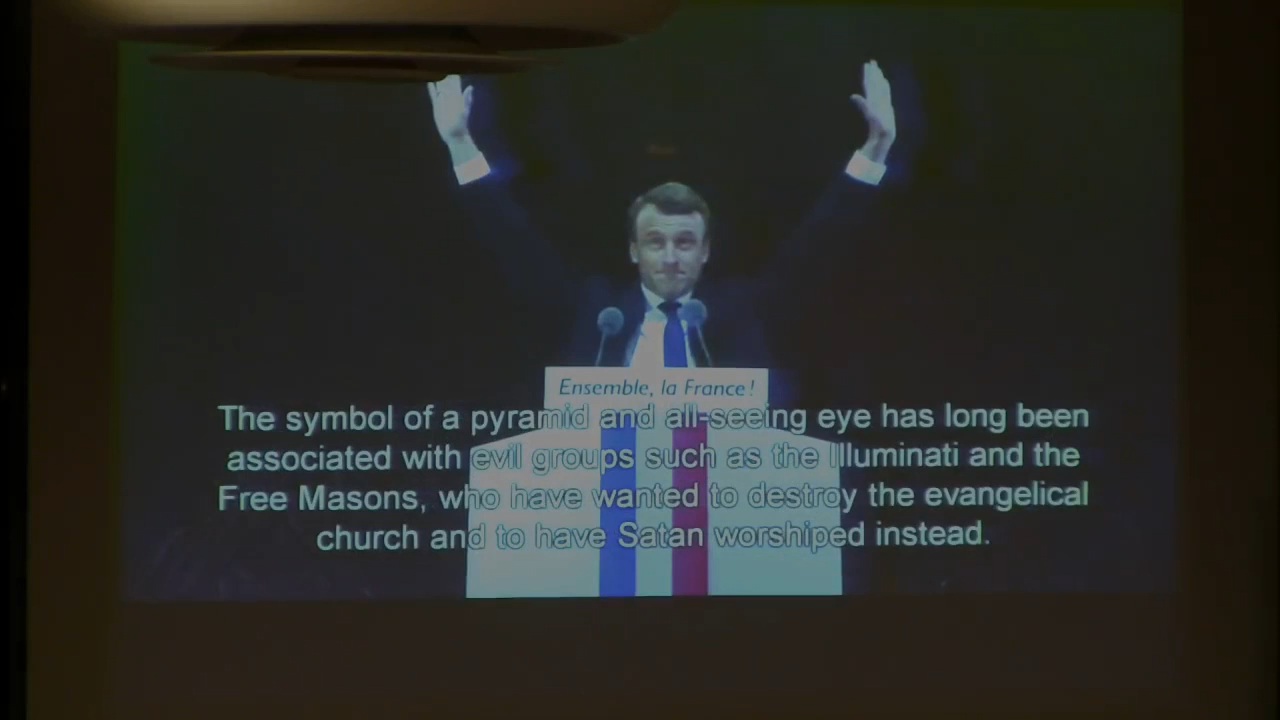 Ensemble, la France!
The symbol of a pyramid and all-seeing eye has long been
associated with evil groups such as the Illuminati and the
Free Masons, who have wanted to destroy the evangelical
church and to have Satan worshiped instead.